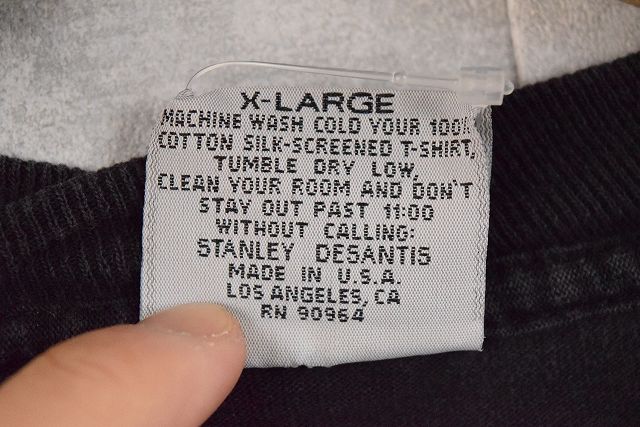 X-LARGE
MACHINE WASH COLD YOUR 100%
COTTON SILK-SCREENED T-SHIRT,
TUMBLE DRY LOW,
CLEAN YOUR ROOM AND DON'T
STAY OUT PAST 11:00
WITHOUT CALLING:
STANLEY DESANTIS
MADE IN U.S.A.
LOS ANGELES, CA
RN 90964